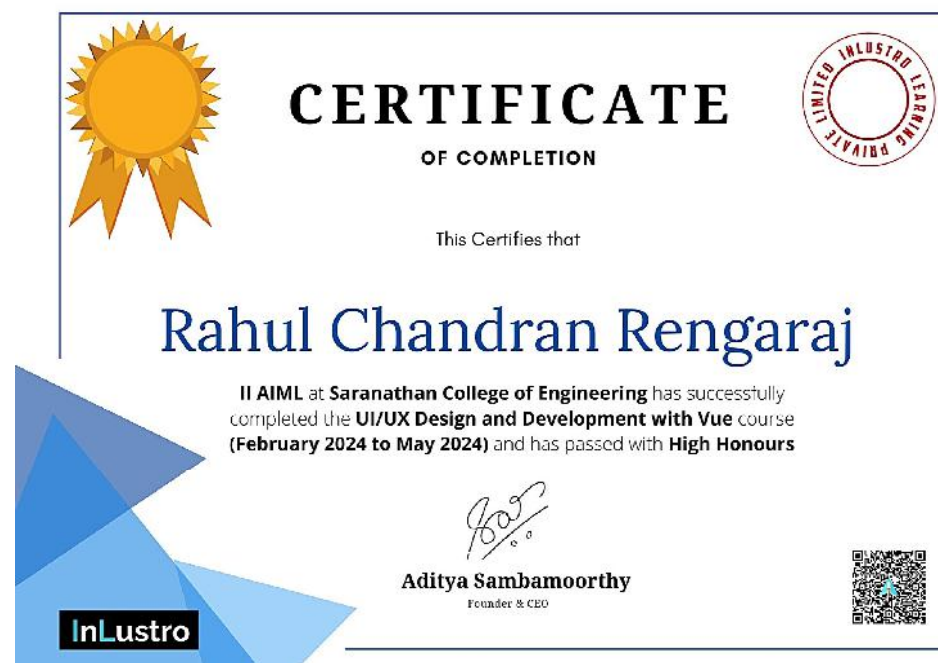 CERTIFICATE
OF COMPLETION
INLUSTRO LEARNING PRIVATE LIMITED
This Certifies that
Rahul Chandran Rengaraj
II AIML at Saranathan College of Engineering has successfully
completed the UI/UX Design and Development with Vue course
(February 2024 to May 2024) and has passed with High Honours
Aditya Sambamoorthy
Founder & CEO
InLustro